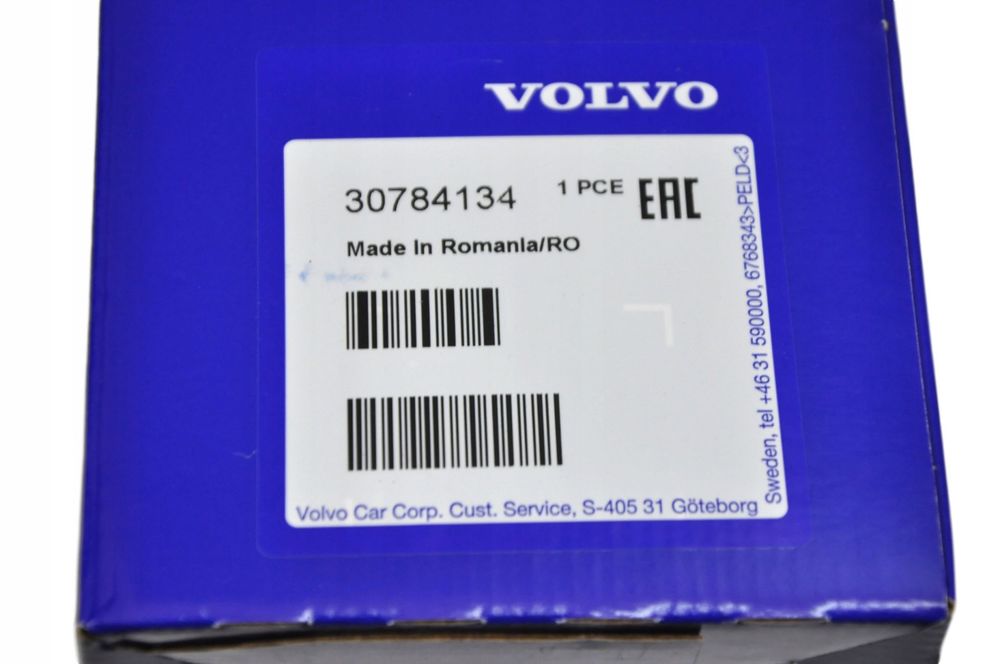 VOLVO
30784134 1 PCE EAC
Made In Romania/RO
Volvo Car Corp. Cust. Service, S-405 31 Göteborg
Sweden, tel +46 31 590000, 6768343>PELD<3